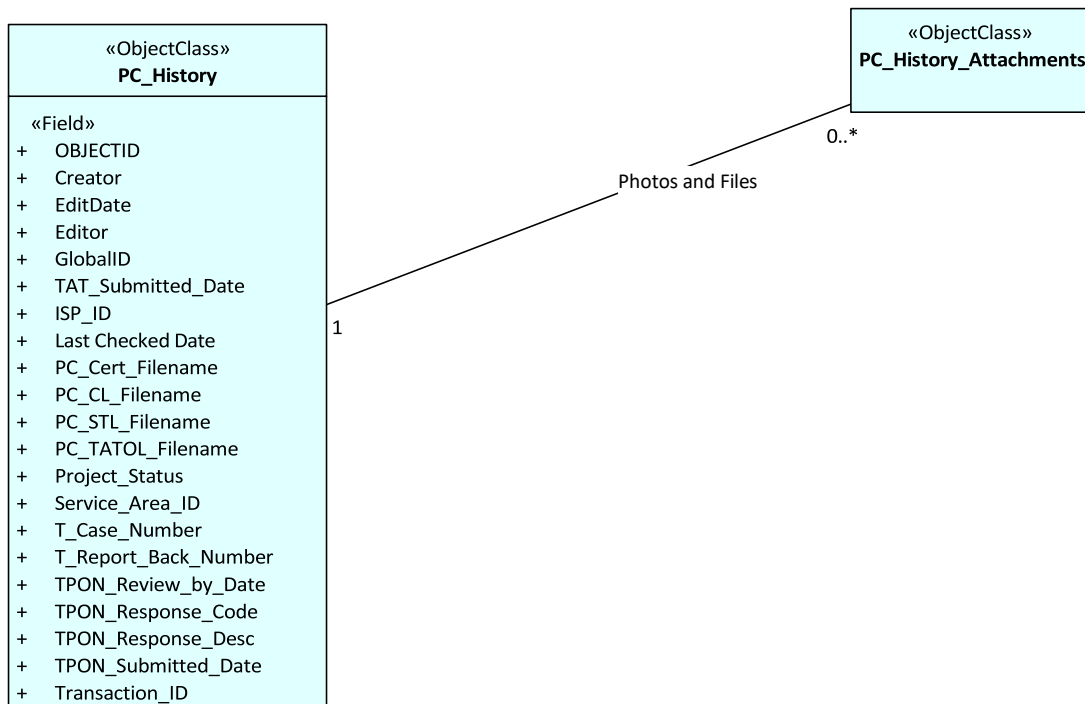 «ObjectClass»
PC_History
«Field»
+ OBJECTID
+ Creator
+ EditDate
+ Editor
+ GlobalID
+ TAT_Submitted_Date
+ ISP_ID
+ Last Checked Date
+ PC_Cert_Filename
+ PC_CL_Filename
+ PC_STL_Filename
+ PC_TATOL_Filename
+ Project_Status
+ Service_Area_ID
+ T_Case_Number
+ T_Report_Back_Number
+ TPON_Review_by_Date
+ TPON_Response_Code
+ TPON_Response_Desc
+ TPON_Submitted_Date
+ Transaction_ID
1
Photos and Files
0..*
«ObjectClass»
PC_History_Attachments